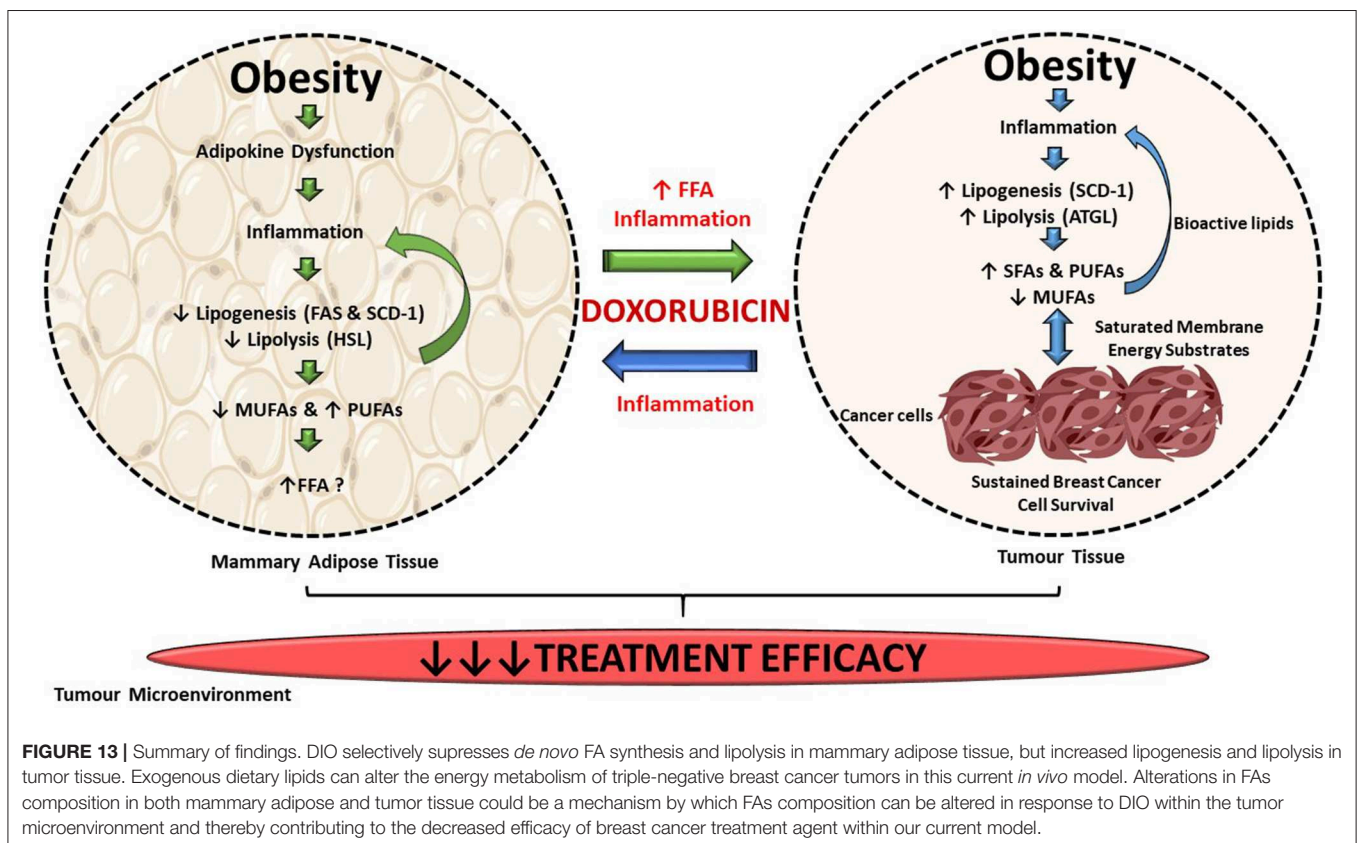 Obesity
Adipokine Dysfunction
Inflammation
↓ Lipogenesis (FAS & SCD-1)
↓ Lipolysis (HSL)
↓ MUFAs & ↑ PUFAs
↑FFA ?
Mammary Adipose Tissue
↑ FFA
Inflammation
DOXORUBICIN
Inflammation
Obesity
Inflammation
↑ Lipogenesis (SCD-1)
↑ Lipolysis (ATGL)
Bioactive lipids
↑ SFAs & PUFAs
↓ MUFAs
Saturated Membrane
Energy Substrates
Cancer cells
Sustained Breast Cancer
Cell Survival
Tumour Tissue
↓↓↓TREATMENT EFFICACY
Tumour Microenvironment
FIGURE 13 | Summary of findings. DIO selectively supresses de novo FA synthesis and lipolysis in mammary adipose tissue, but increased lipogenesis and lipolysis in
tumor tissue. Exogenous dietary lipids can alter the energy metabolism of triple-negative breast cancer tumors in this current in vivo model. Alterations in FAs
composition in both mammary adipose and tumor tissue could be a mechanism by which FAs composition can be altered in response to DIO within the tumor
microenvironment and thereby contributing to the decreased efficacy of breast cancer treatment agent within our current model.